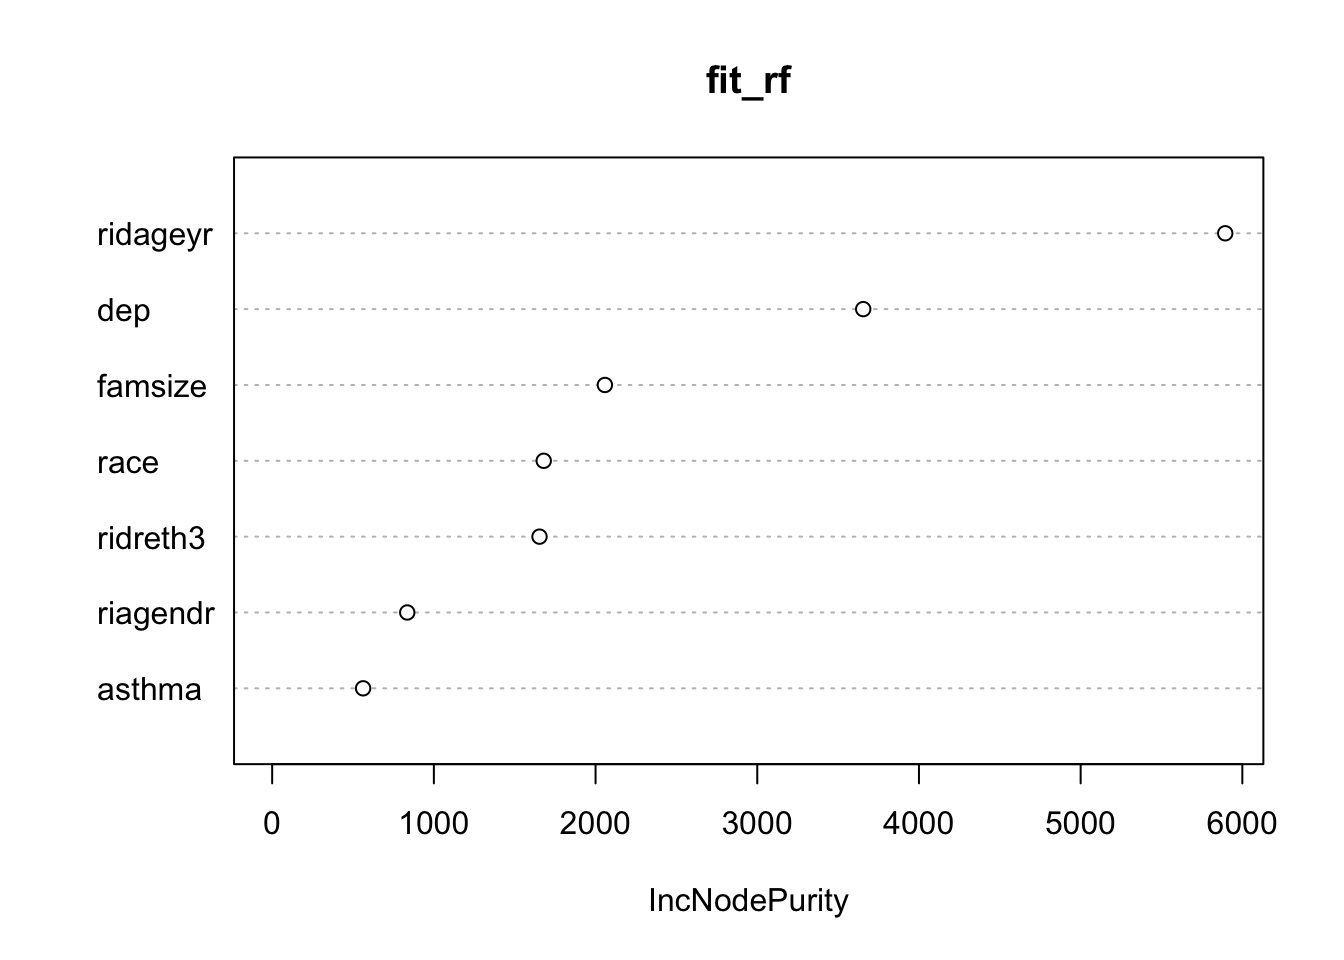 fit_rf
ridageyr
dep
famsize
race
ridreth3
riagendr
asthma
0 1000 2000 3000 4000 5000 6000
IncNodePurity